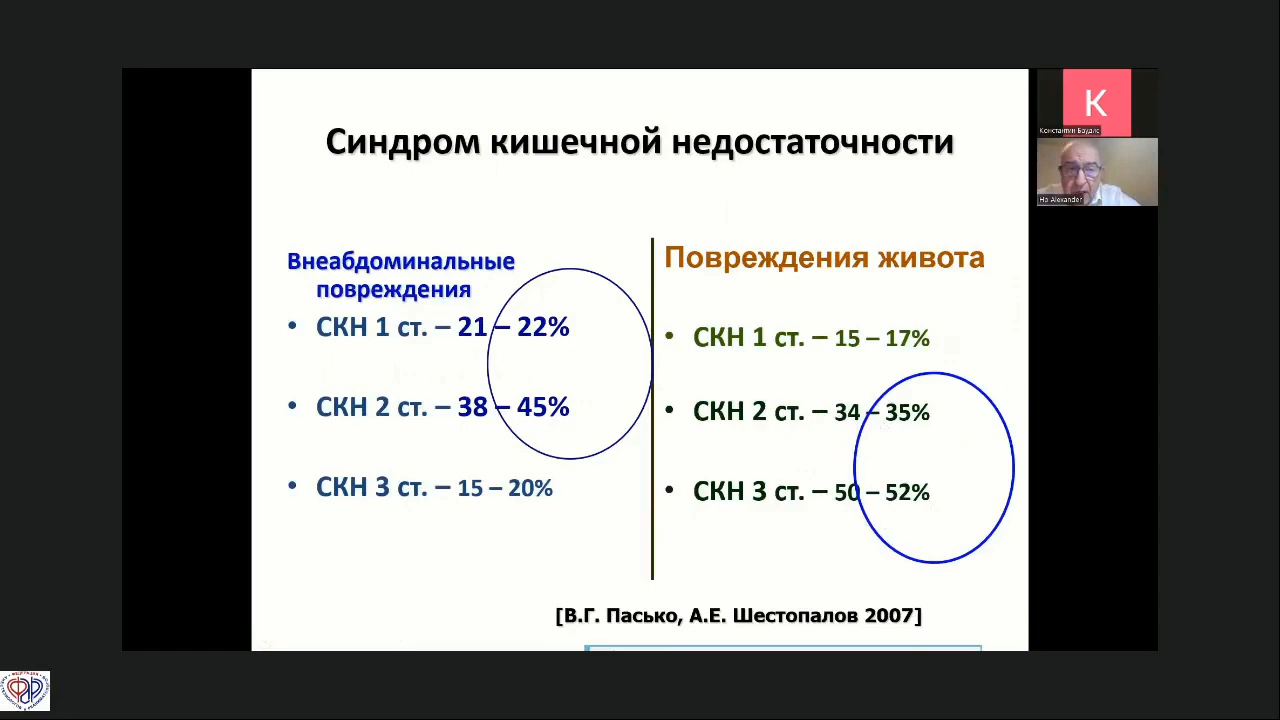 Синдром кишечной недостаточности
Внеабдоминальные
повреждения
• СКН 1 ст. – 21 – 22%
• СКН 2 ст. – 38 – 45%
• СКН 3 ст. – 15 – 20%
Повреждения живота
• СКН 1 ст. – 15 – 17%
• СКН 2 ст. – 34 – 35%
• СКН 3 ст. – 50 – 52%
[В.Г. Пасько, А.Е. Шестопалов 2007]
K
Константин
Alexander